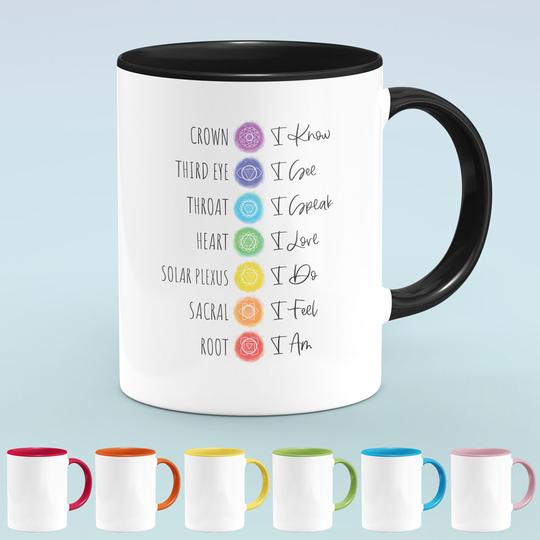 CROWN I Know
THIRD EYE I See
THROAT I Speak
HEART I Love
SOLAR PLEXUS I Do
SACRAL I Feel
ROOT I Am